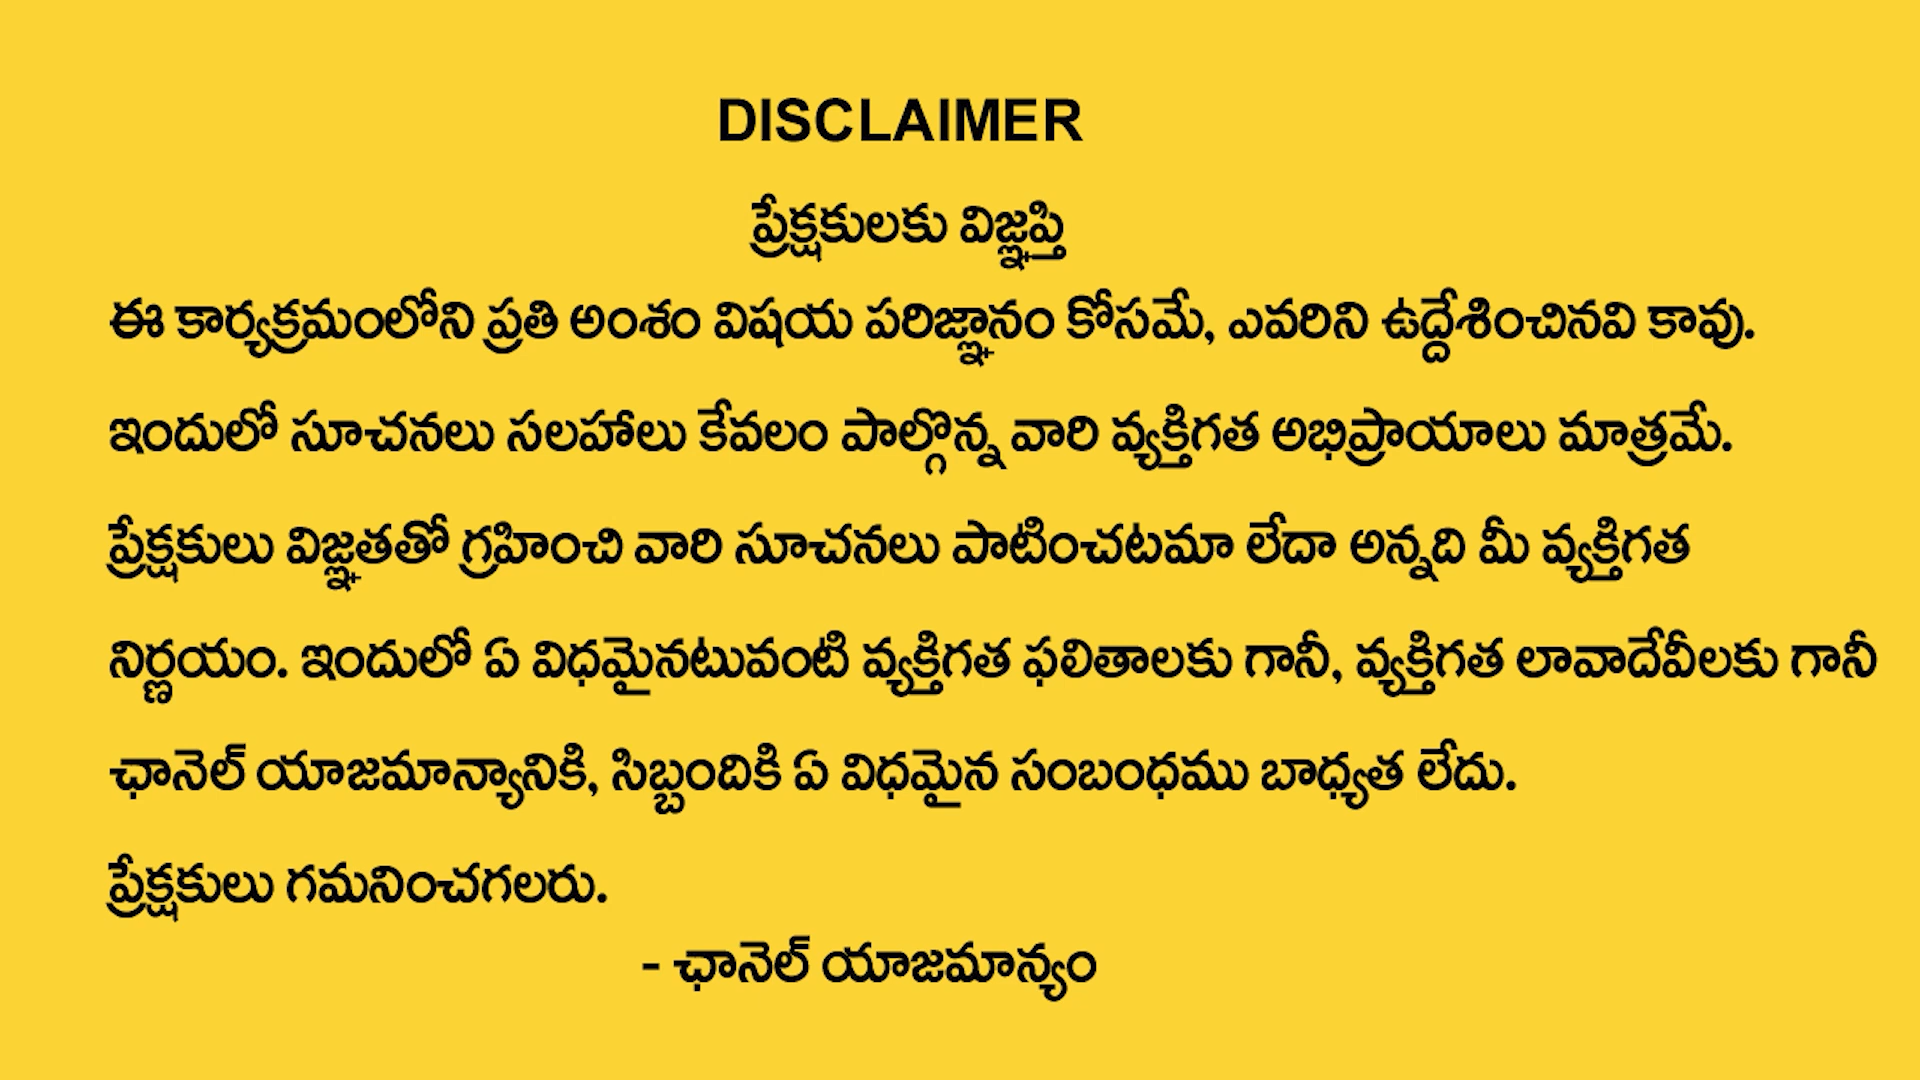 DISCLAIMER
ప్రేక్షకులకు విజ్ఞప్తి
ఈ కార్యక్రమంలోని ప్రతి అంశం విషయ పరిజ్ఞానం కోసమే, ఎవరిని ఉద్దేశించినవి కావు.
ఇందులో సూచనలు సలహాలు కేవలం పాల్గొన్న వారి వ్యక్తిగత అభిప్రాయాలు మాత్రమే.
ప్రేక్షకులు విజ్ఞతతో గ్రహించి వారి సూచనలు పాటించటమా లేదా అన్నది మీ వ్యక్తిగత
నిర్ణయం. ఇందులో ఏ విధమైనటువంటి వ్యక్తిగత ఫలితాలకు గానీ, వ్యక్తిగత లావాదేవీలకు గానీ
ఛానెల్ యాజమాన్యానికి, సిబ్బందికి ఏ విధమైన సంబంధము బాధ్యత లేదు.
ప్రేక్షకులు గమనించగలరు.
- ఛానెల్ యాజమాన్యం